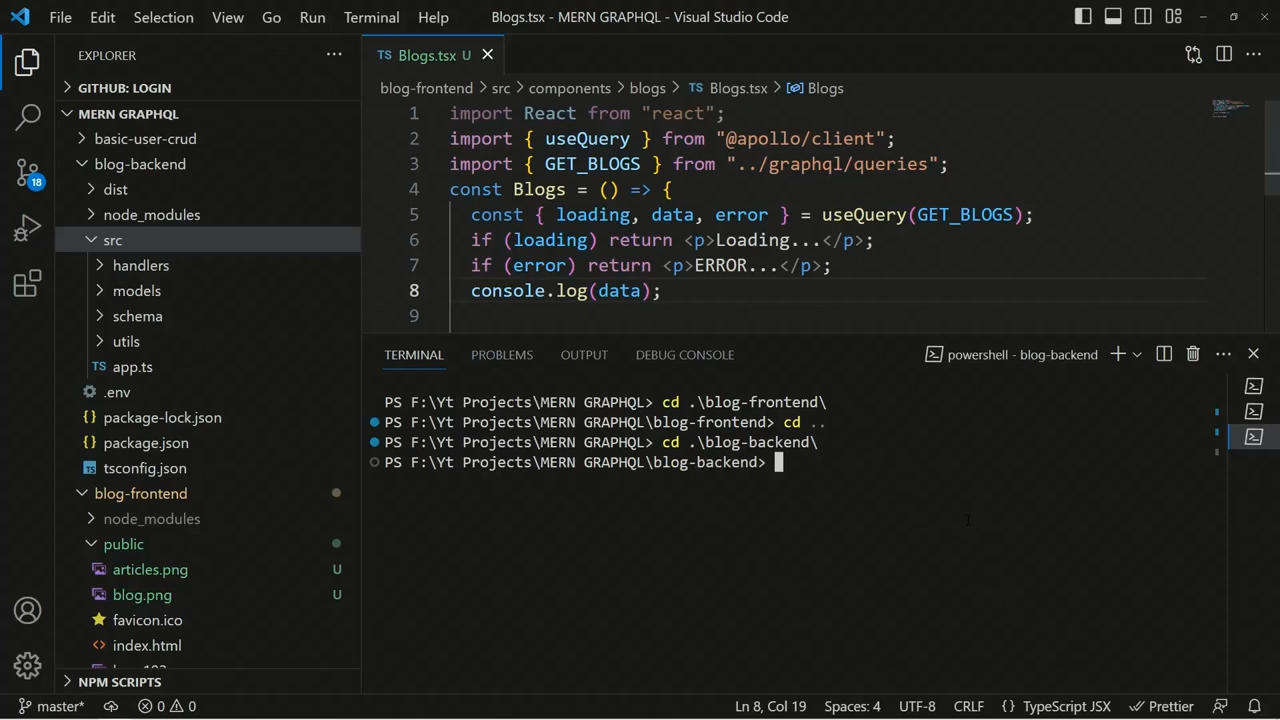 File Edit Selection View Go Run Terminal Help Blogs.tsx - MERN GRAPHQL - Visual Studio Code
EXPLORER
GITHUB: LOGIN
MERN GRAPHQL
basic-user-crud
blog-backend
dist
node_modules
src
handlers
models
schema
utils
TS app.ts
.env
package-lock.json
package.json
TS tsconfig.json
blog-frontend
node_modules
public
articles.png U
blog.png U
favicon.ico
index.html
NPM SCRIPTS
18
TS Blogs.tsx U
blog-frontend > src > components > blogs > TS Blogs.tsx > Blogs
1 import React from "react";
2 import { useQuery } from "@apollo/client";
3 import { GET_BLOGS } from "../graphql/queries";
4 const Blogs = () => {
5 const { loading, data, error } = useQuery(GET_BLOGS);
6 if (loading) return <p>Loading...</p>;
7 if (error) return <p>ERROR...</p>;
8 console.log(data);
9
TERMINAL PROBLEMS OUTPUT DEBUG CONSOLE powershell - blog-backend
PS F:\Yt Projects\MERN GRAPHQL> cd .\blog-frontend\
PS F:\Yt Projects\MERN GRAPHQL\blog-frontend> cd ..
PS F:\Yt Projects\MERN GRAPHQL> cd .\blog-backend\
PS F:\Yt Projects\MERN GRAPHQL\blog-backend>
master* 0 0 Ln 8, Col 19 Spaces: 4 UTF-8 CRLF { } TypeScript JSX Prettier